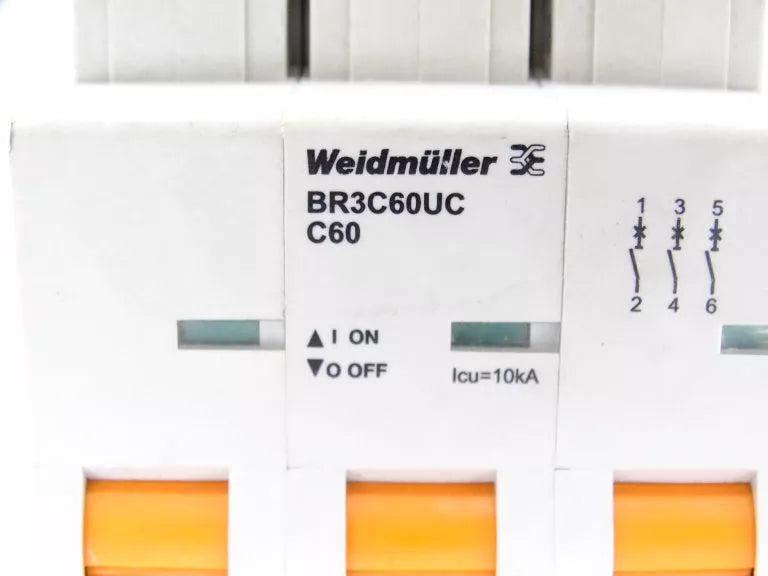 Weidmüller
BR3C60UC
C60
▲ I ON
▼ O OFF
Icu=10kA
1 3 5
2 4 6